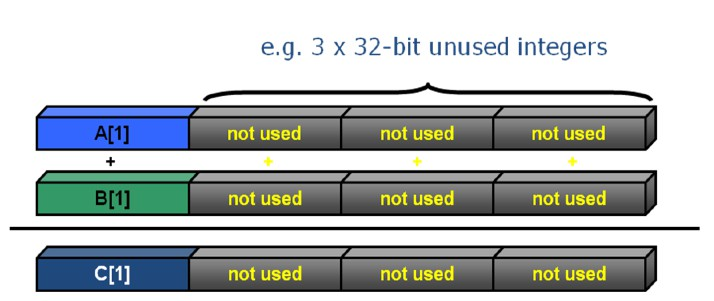 e.g. 3 x 32-bit unused integers
A[1] not used not used not used
+ + + +
B[1] not used not used not used
C[1] not used not used not used